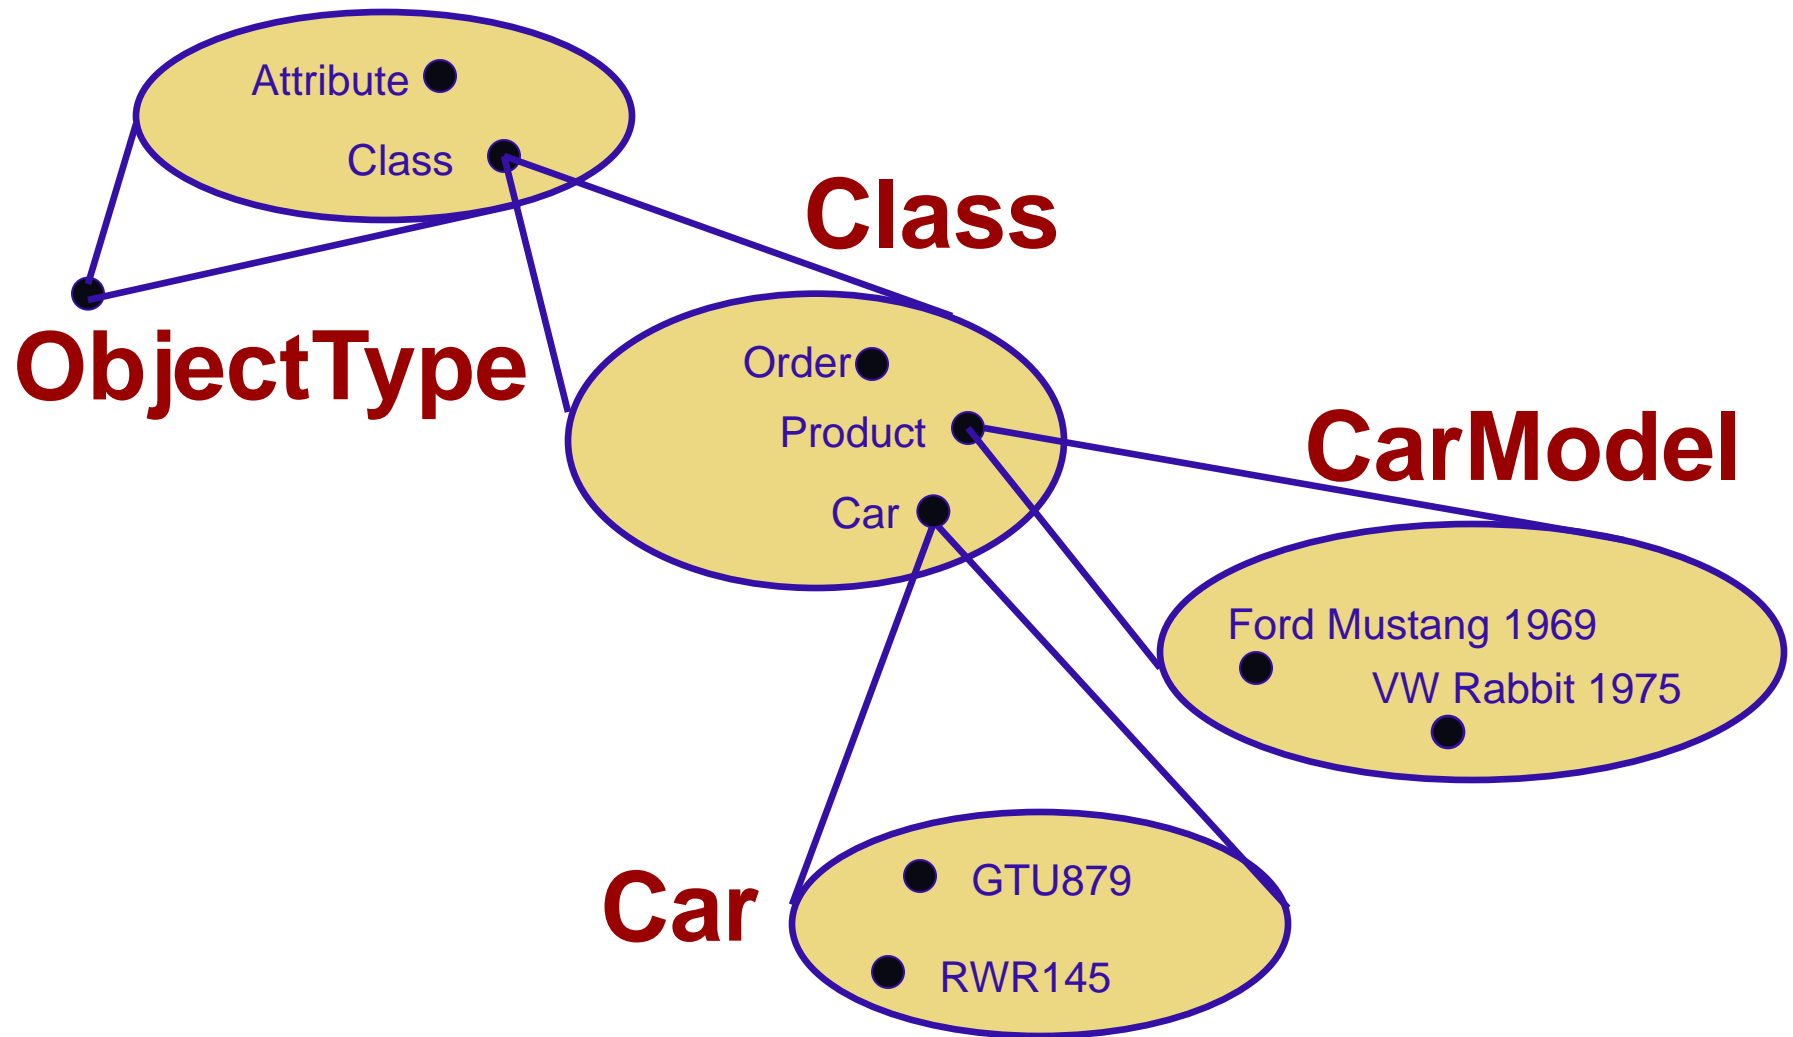 Attribute
Class
Class
ObjectType
Order
Product
Car
CarModel
Ford Mustang 1969
VW Rabbit 1975
Car
GTU879
RWR145